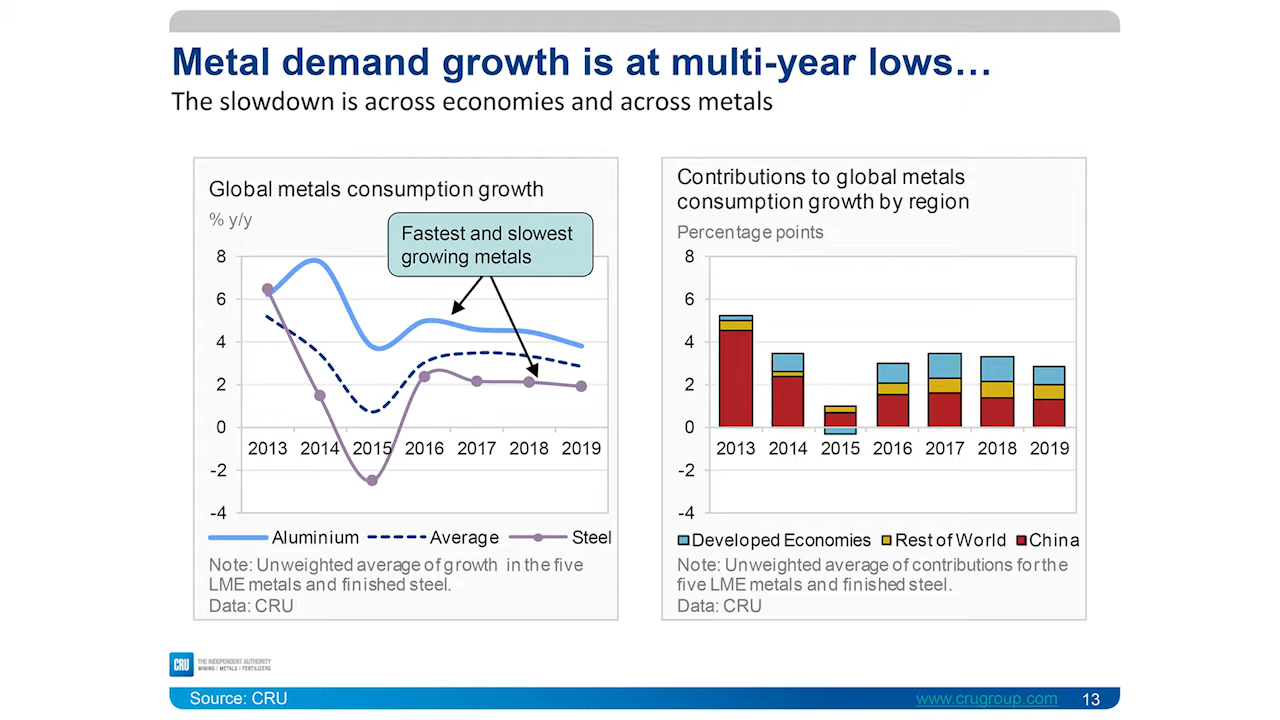 Metal demand growth is at multi-year lows…
The slowdown is across economies and across metals
Global metals consumption growth
% y/y
Fastest and slowest
growing metals
8
6
4
2
0
-2
-4
2013 2014 2015 2016 2017 2018 2019
Aluminium Average Steel
Note: Unweighted average of growth in the five
LME metals and finished steel.
Data: CRU
Contributions to global metals
consumption growth by region
Percentage points
8
6
4
2
0
-2
-4
2013 2014 2015 2016 2017 2018 2019
Developed Economies Rest of World China
Note: Unweighted average of contributions for the
five LME metals and finished steel.
Data: CRU
CRU
THE INDEPENDENT AUTHORITY
MINING | METALS | FERTILIZERS
Source: CRU
www.crugroup.com 13